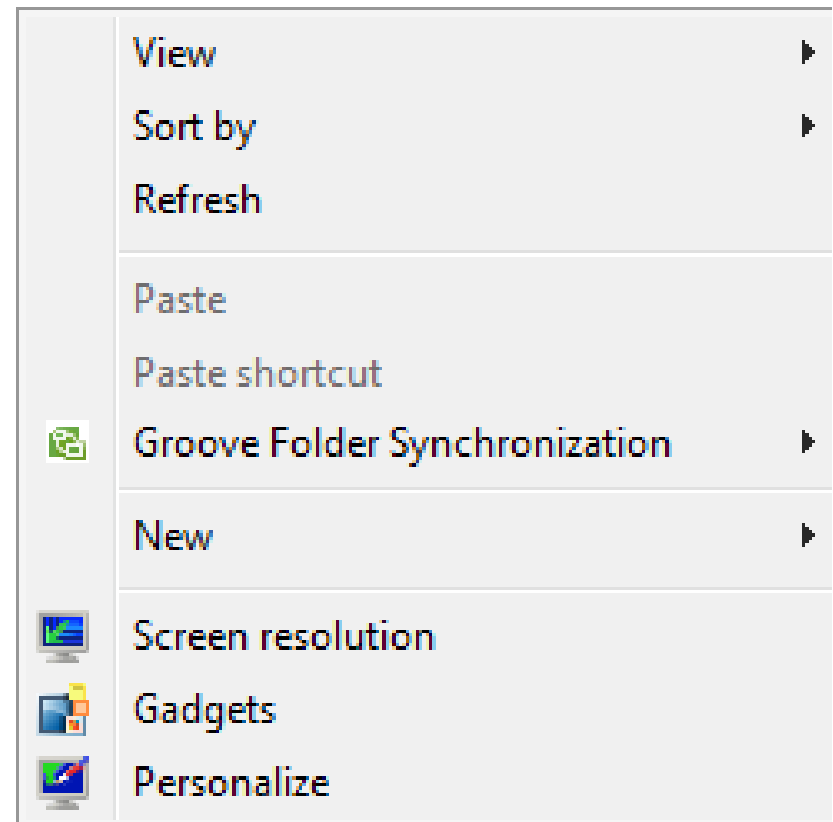 View
Sort by
Refresh
Paste
Paste shortcut
Groove Folder Synchronization
New
Screen resolution
Gadgets
Personalize